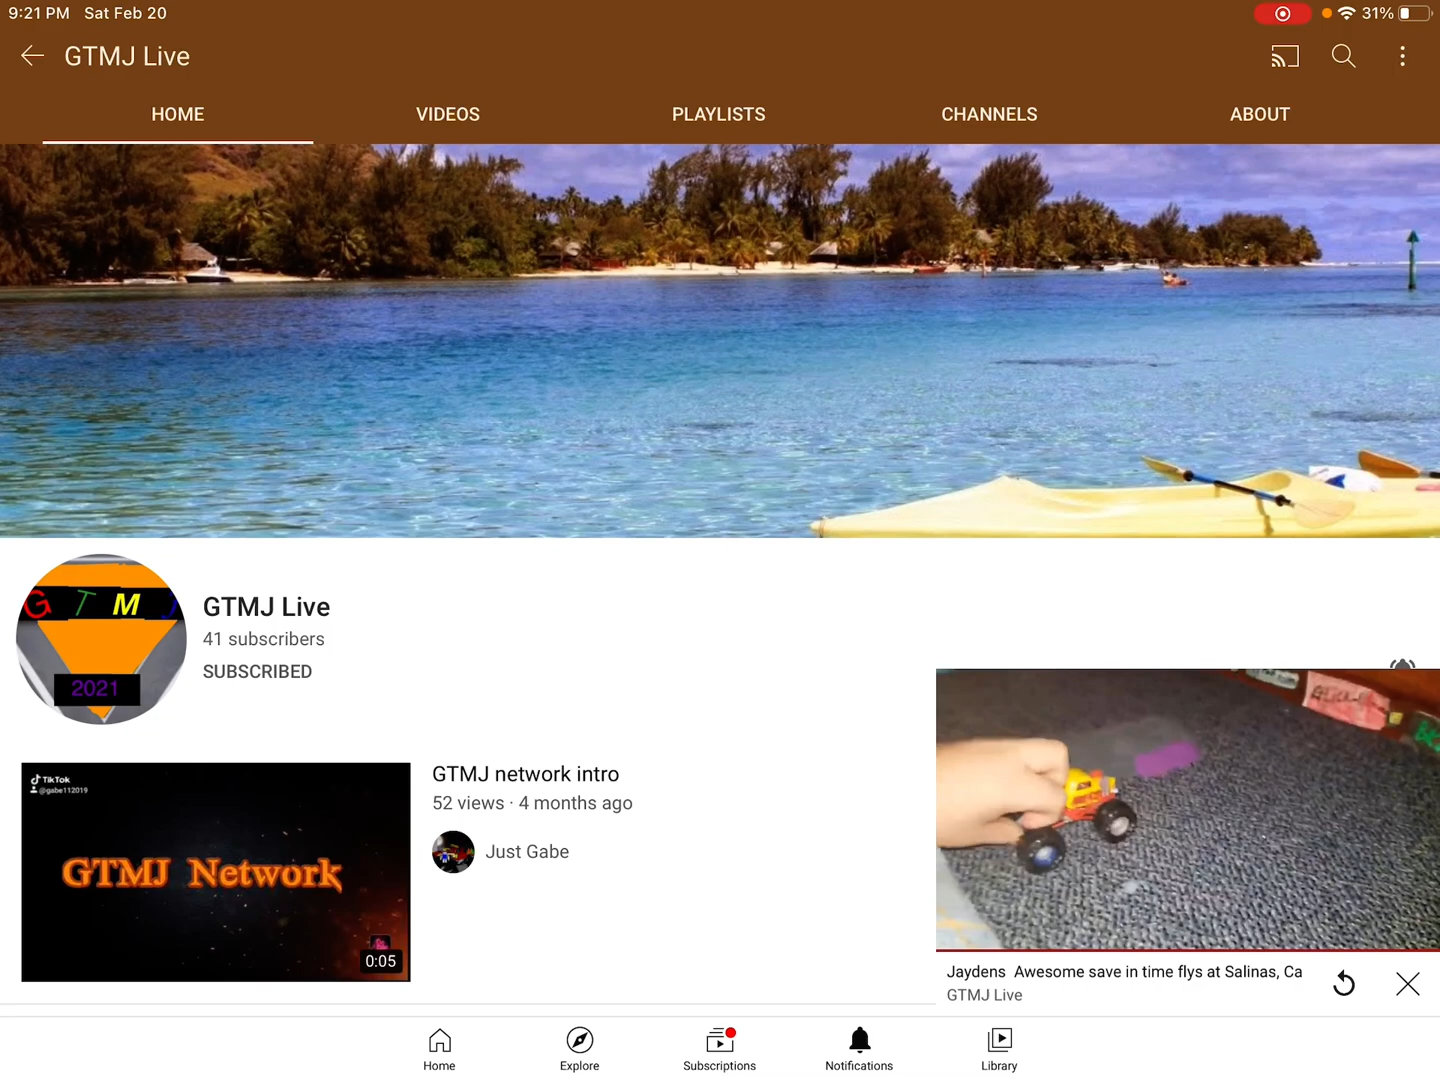 9:21 PM Sat Feb 20
31%
GTMJ Live
HOME VIDEOS PLAYLISTS CHANNELS ABOUT
G T M J
2021
GTMJ Live
41 subscribers
SUBSCRIBED
TikTok
@gabe112019
GTMJ Network
0:05
GTMJ network intro
52 views · 4 months ago
Just Gabe
Jaydens Awesome save in time flys at Salinas, Ca
GTMJ Live
Home Explore Subscriptions Notifications Library